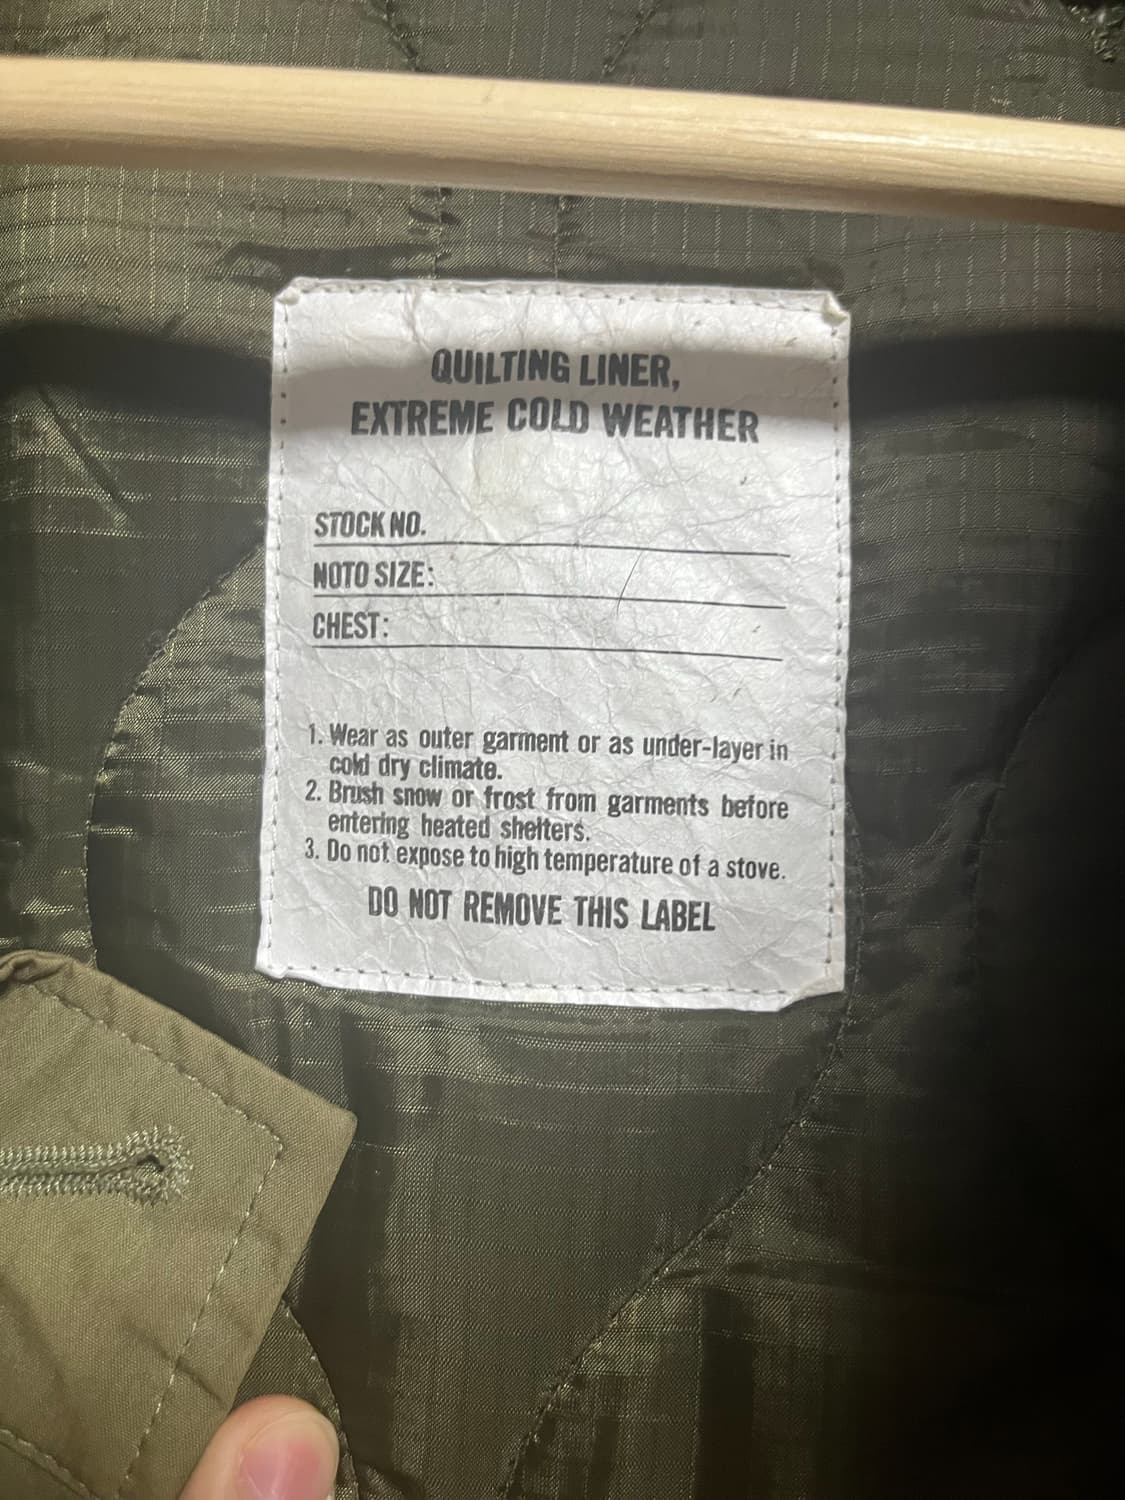 QUILTING LINER,
EXTREME COLD WEATHER
STOCK NO.
NOTO SIZE:
CHEST:
1. Wear as outer garment or as under-layer in
cold dry climate.
2. Brush snow or frost from garments before
entering heated shelters.
3. Do not expose to high temperature of a stove.
DO NOT REMOVE THIS LABEL